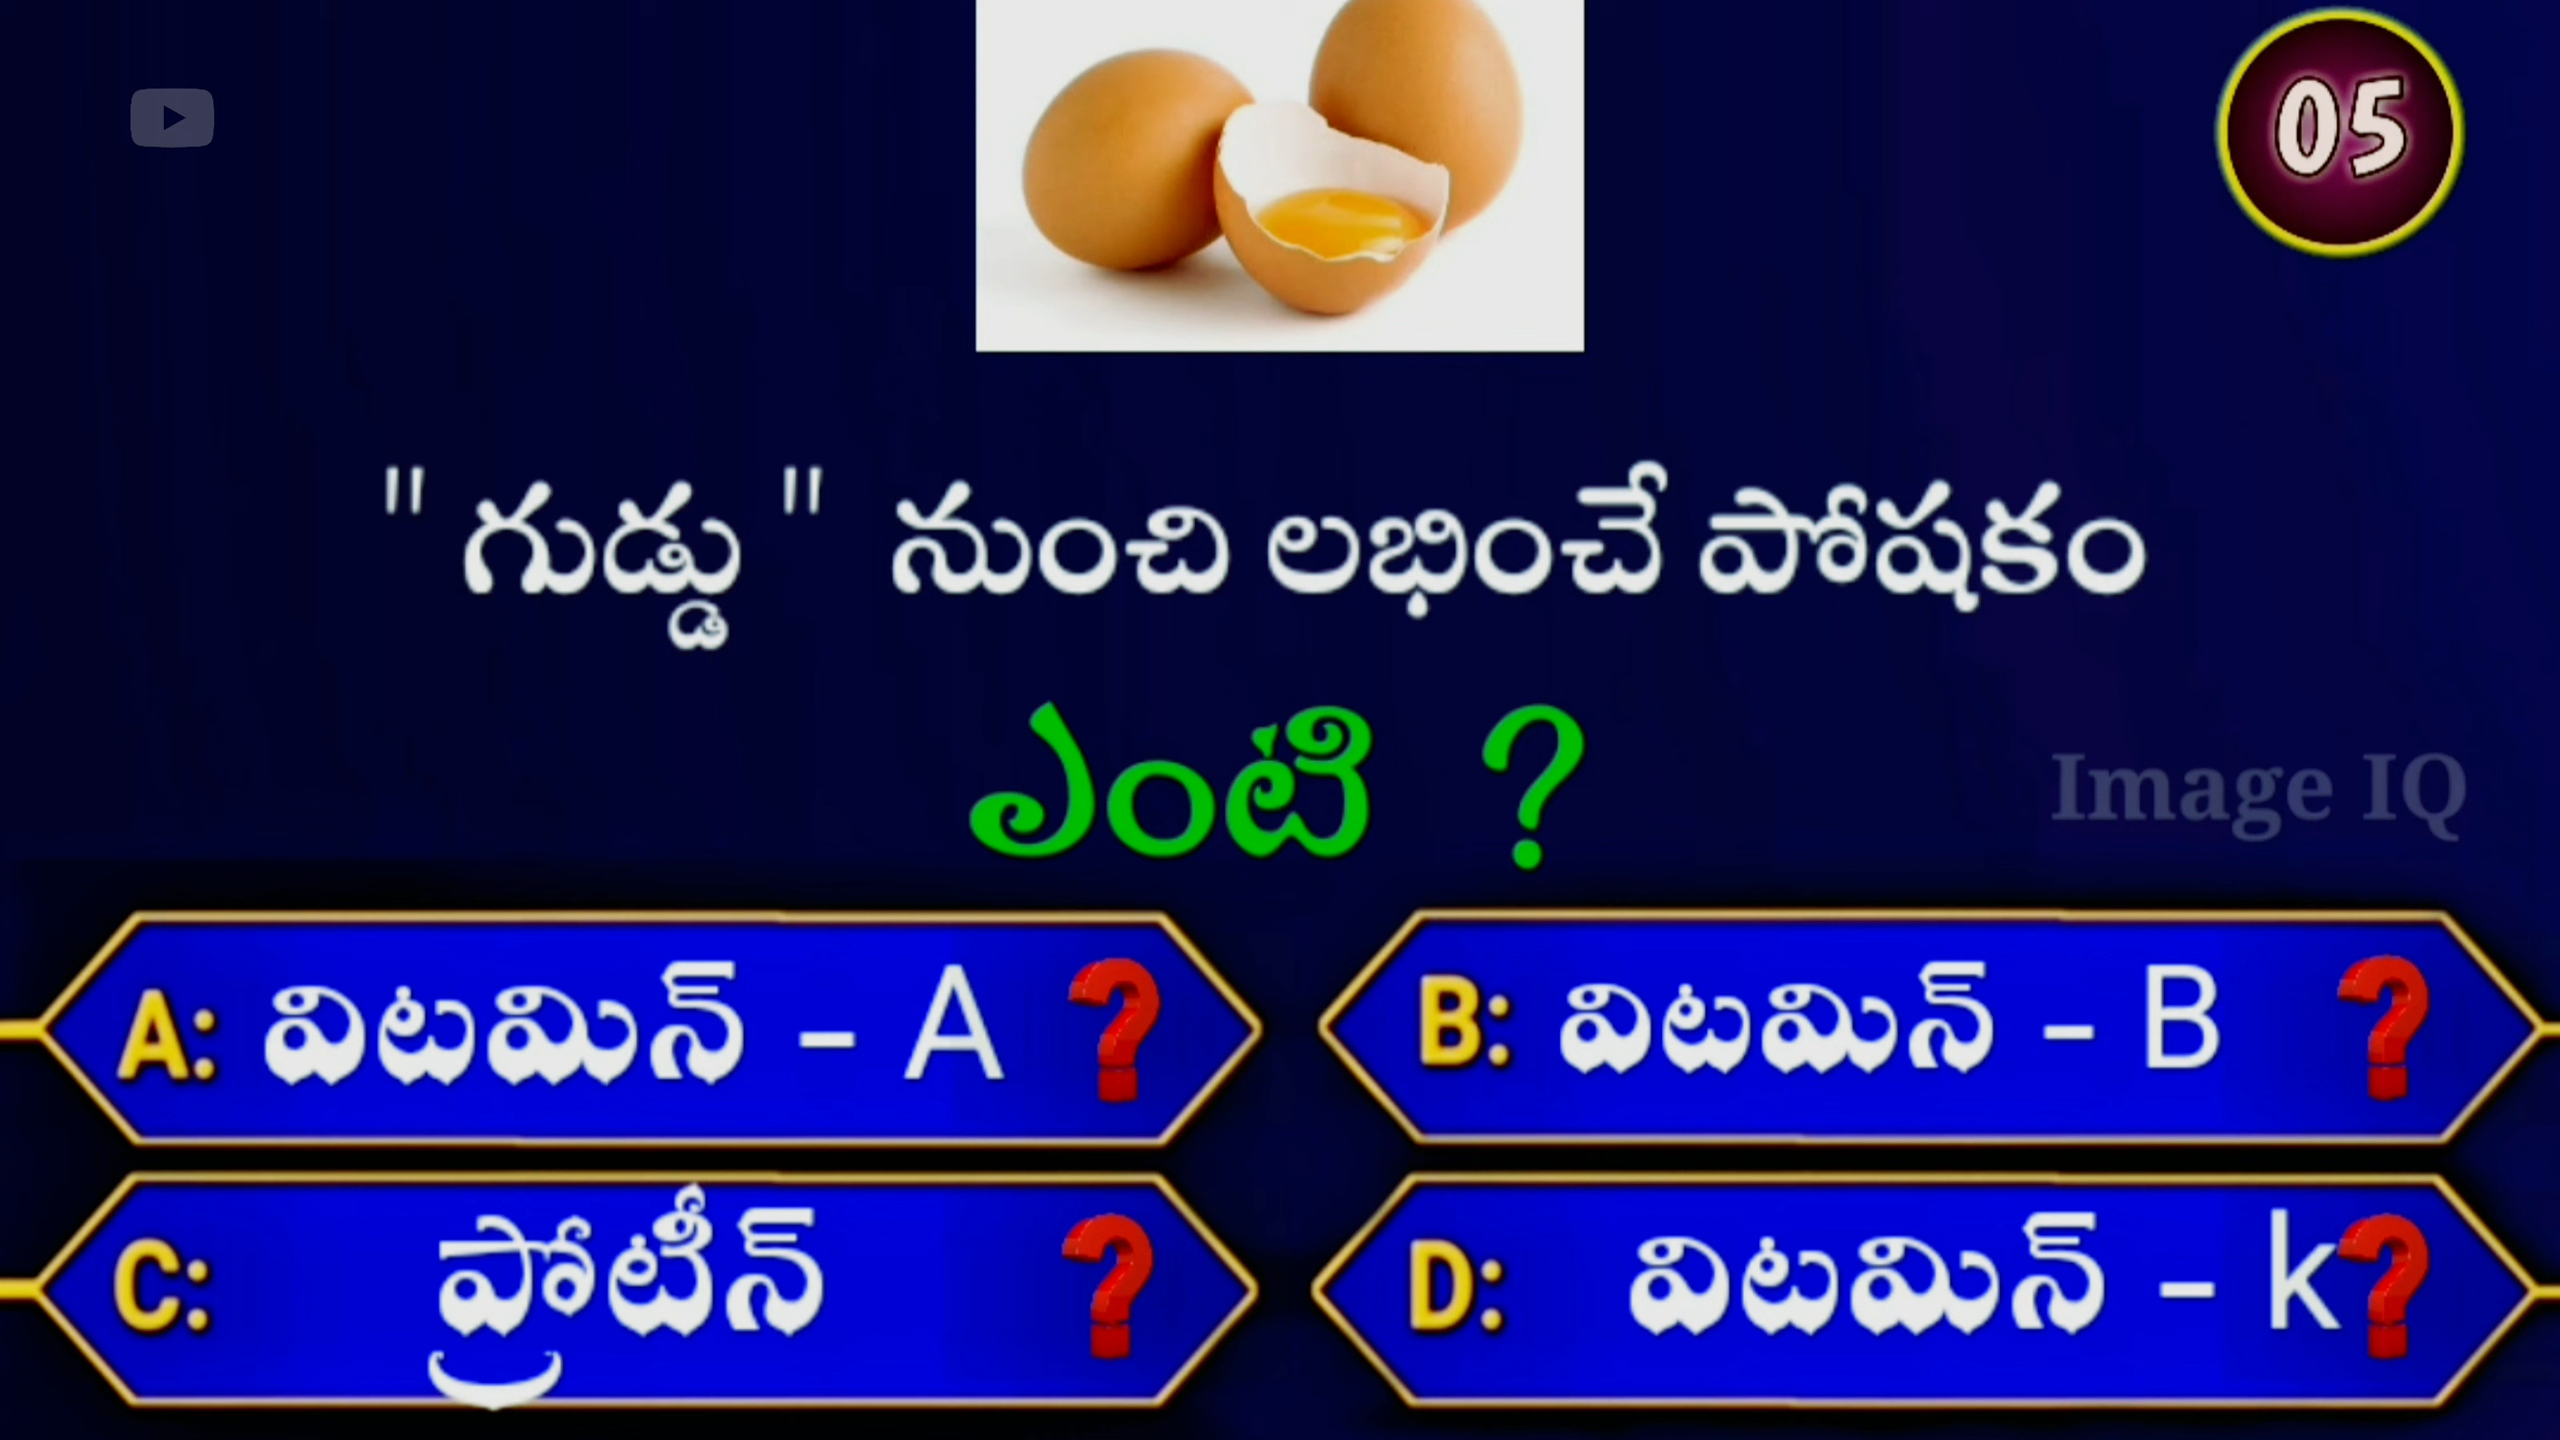 05
" గుడ్డు " నుంచి లభించే పోషకం
ఎంటి ?
Image IQ
A: విటమిన్ - A ?
B: విటమిన్ - B ?
C: ప్రోటీన్ ?
D: విటమిన్ - k ?